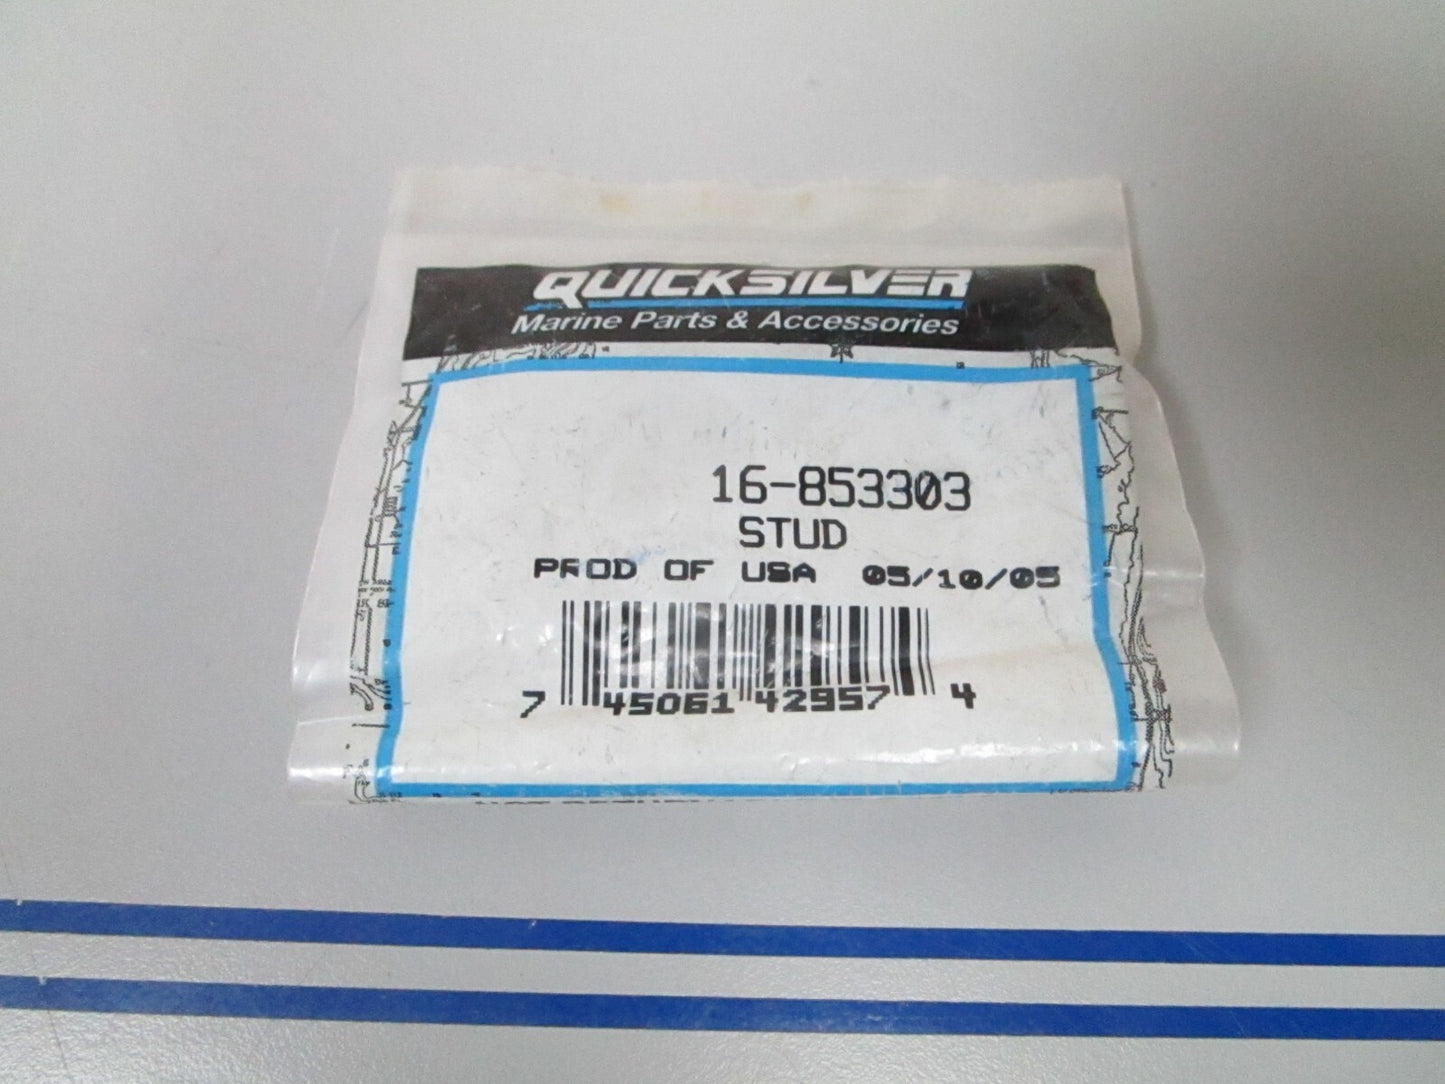 QUICKSILVER
Marine Parts & Accessories
16-853303
STUD
PROD OF USA 05/10/05
7 45061 42957 4